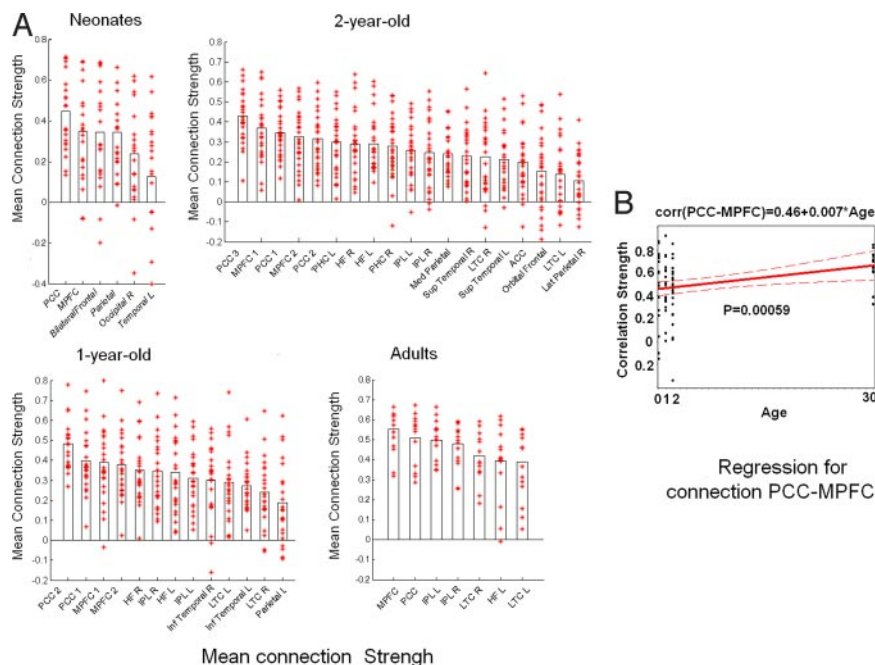 A
Neonates
Mean Connection Strength
0.8
0.6
0.4
0.2
0
-0.2
-0.4
PCC
MPFC
Bilateral Frontal
Parietal
Occipital R
Temporal L
2-year-old
Mean Connection Strength
0.8
0.7
0.6
0.5
0.4
0.3
0.2
0.1
0
-0.1
-0.2
PCC 3
MPFC 1
PCC 1
MPFC 2
PCC 2
PHC L
HF R
HF L
PHC R
IPL L
IPL R
Med Parietal
Sup Temporal R
LTC R
Sup Temporal L
ACC
Orbital Frontal
LTC L
Lat Parietal R
B
corr(PCC-MPFC)=0.46+0.007*Age
Correlation Strength
0.8
0.6
0.4
0.2
0
0.2
P=0.00059
0 1 2
30
Age
Regression for
connection PCC-MPFC
1-year-old
Mean Connection Strength
0.8
0.7
0.6
0.5
0.4
0.3
0.2
0.1
0
-0.1
-0.2
PCC 2
PCC 1
MPFC 1
MPFC 2
HF R
IPL R
HF L
IPL L
Inf Temporal R
LTC L
Inf Temporal L
LTC R
Parietal L
Adults
Mean Connection Strength
0.8
0.7
0.6
0.5
0.4
0.3
0.2
0.1
0
-0.1
-0.2
MPFC
PCC
IPL L
IPL R
LTC R
HF L
LTC L
Mean connection Strengh